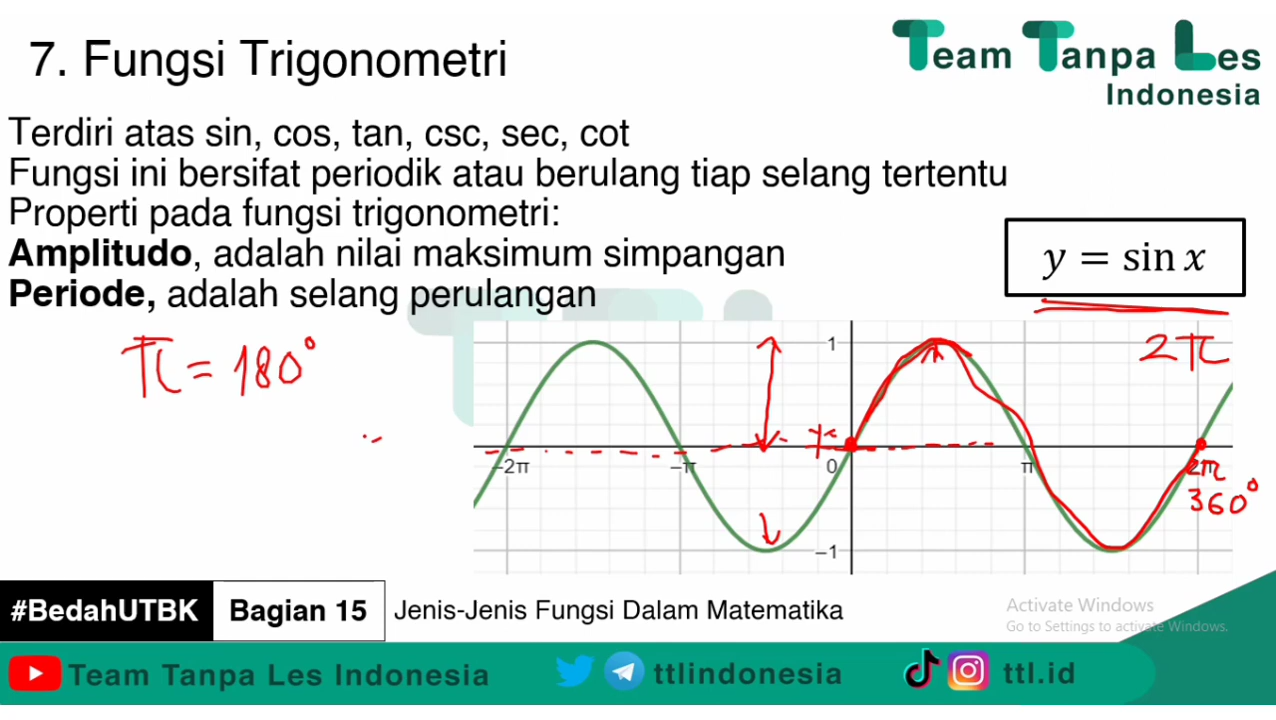 7. Fungsi Trigonometri
Team Tanpa Les
Indonesia
Terdiri atas sin, cos, tan, csc, sec, cot
Fungsi ini bersifat periodik atau berulang tiap selang tertentu
Properti pada fungsi trigonometri:
Amplitudo, adalah nilai maksimum simpangan
Periode, adalah selang perulangan
y = sin x
π = 180°
2π
1
−2π
−π
0
π
2π
360°
−1
#BedahUTBK
Bagian 15
Jenis-Jenis Fungsi Dalam Matematika
Activate Windows
Go to Settings to activate Windows.
Team Tanpa Les Indonesia
ttlindonesia
ttl.id